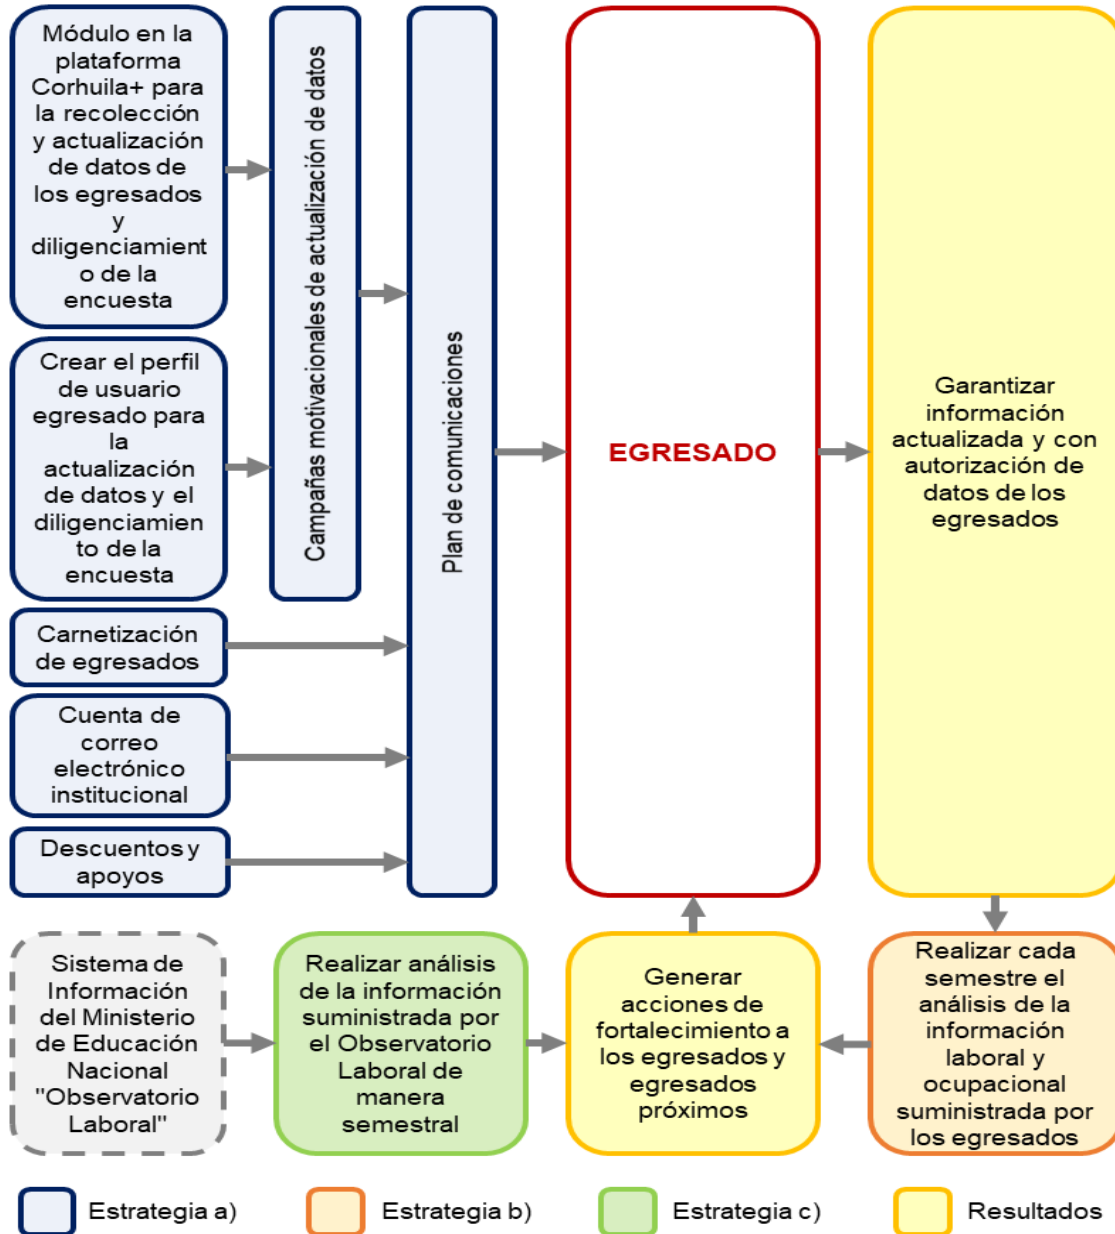 Módulo en la
plataforma
Corhuila+ para
la recolección
y actualización
de datos de
los egresados
y
diligenciamient
o de la
encuesta
Crear el perfil
de usuario
egresado para
la
actualización
de datos y el
diligenciamie
nto de la
encuesta
Carnetización
de egresados
Cuenta de
correo
electrónico
institucional
Descuentos y
apoyos
Campañas motivacionales de actualización de datos
Plan de comunicaciones
EGRESADO
Garantizar
información
actualizada y con
autorización de
datos de los
egresados
Sistema de
Información
del Ministerio
de Educación
Nacional
"Observatorio
Laboral"
Realizar análisis
de la información
suministrada por
el Observatorio
Laboral de
manera
semestral
Generar
acciones de
fortalecimiento a
los egresados y
egresados
próximos
Realizar cada
semestre el
análisis de la
información
laboral y
ocupacional
suministrada por
los egresados
Estrategia a)
Estrategia b)
Estrategia c)
Resultados